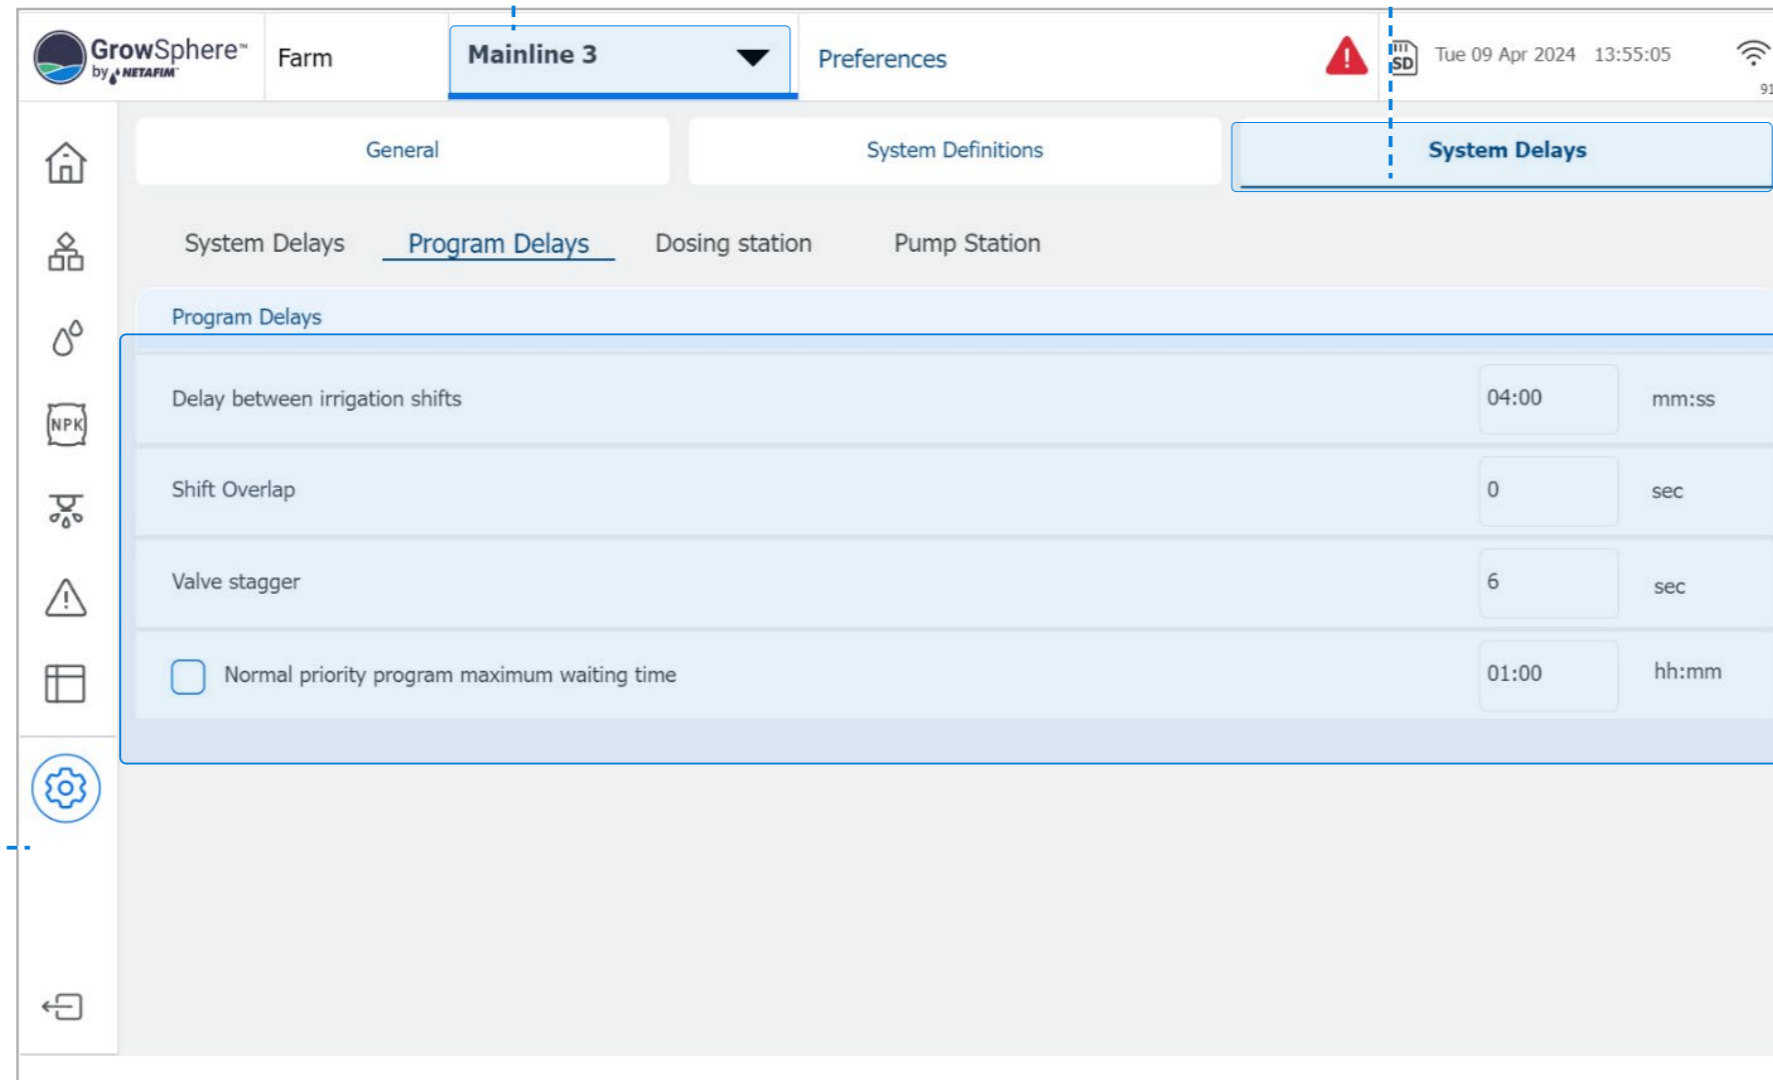 GrowSphere™
by NETAFIM™
Farm
Mainline 3
Preferences
SD
Tue 09 Apr 2024 13:55:05
91
General
System Definitions
System Delays
System Delays
Program Delays
Dosing station
Pump Station
Program Delays
Delay between irrigation shifts
04:00
mm:ss
Shift Overlap
0
sec
Valve stagger
6
sec
Normal priority program maximum waiting time
01:00
hh:mm
NPK